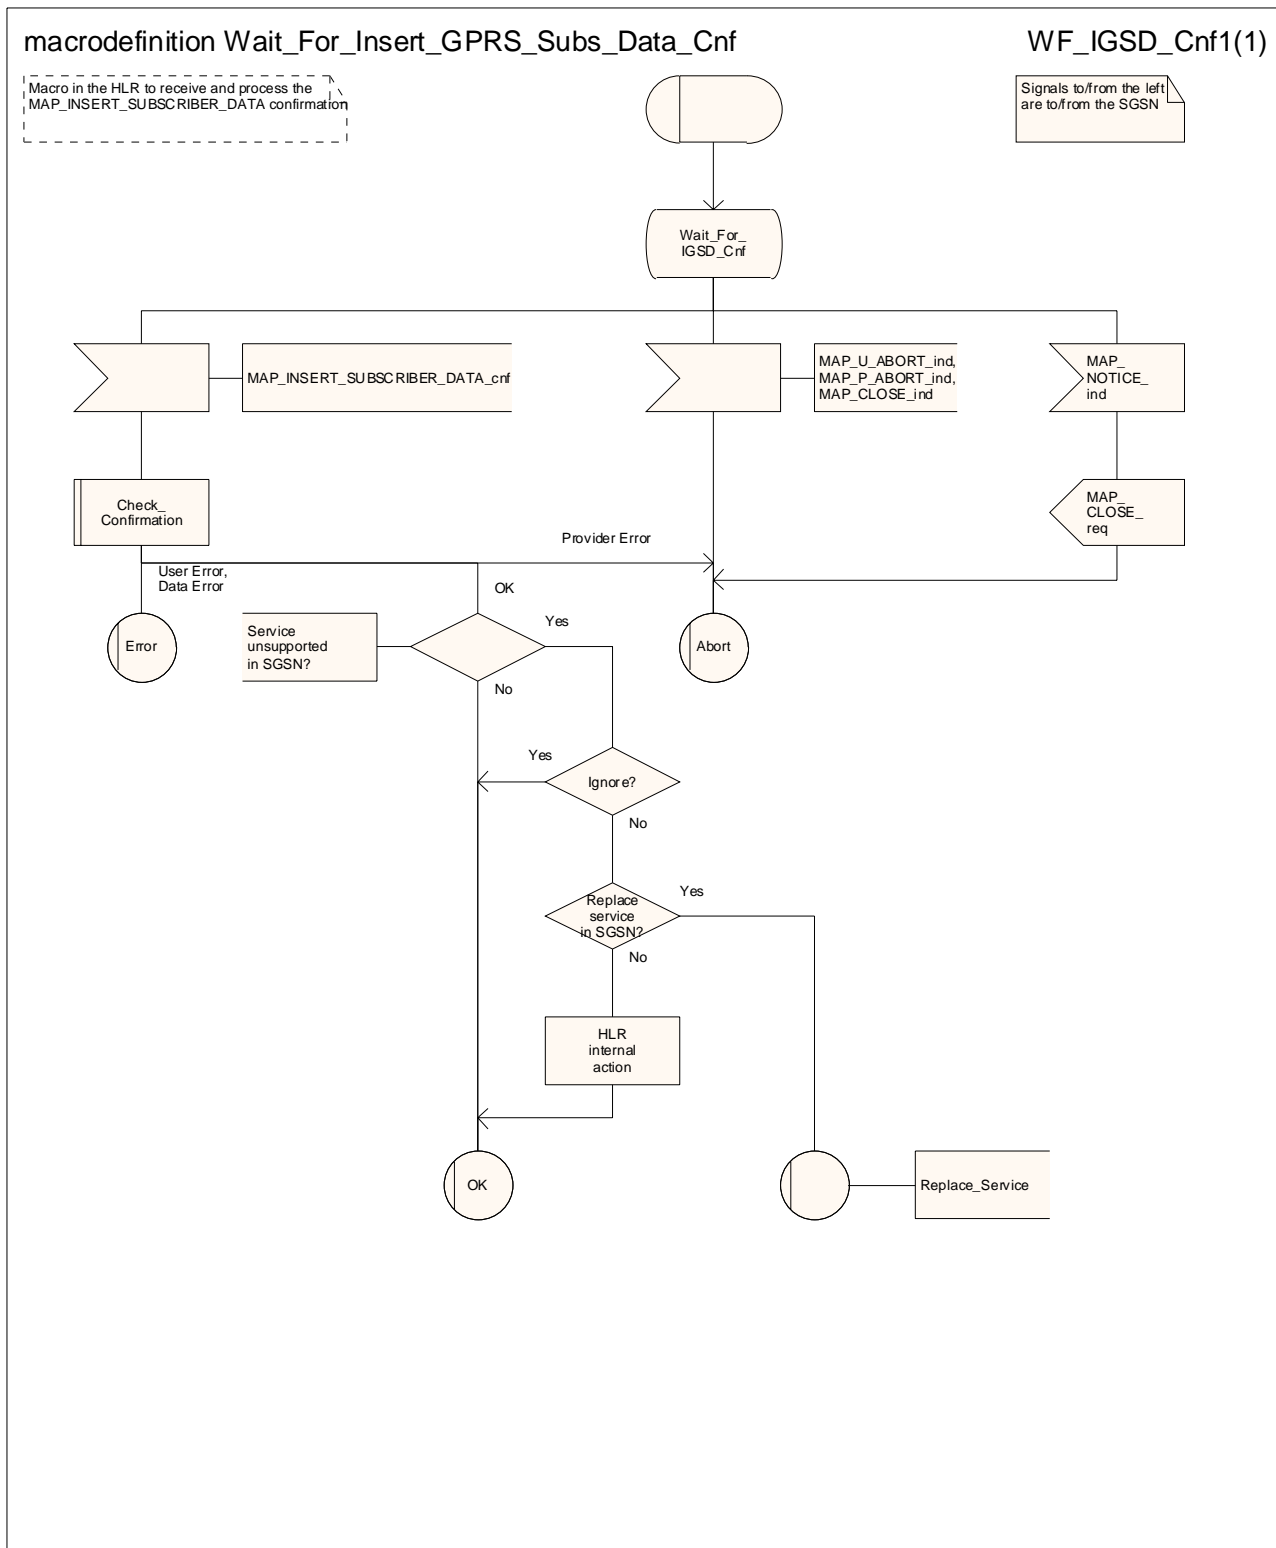 macrodefinition Wait_For_Insert_GPRS_Subs_Data_Cnf
WF_IGSD_Cnf1(1)
Macro in the HLR to receive and process the
MAP_INSERT_SUBSCRIBER_DATA confirmation
Signals to/from the left
are to/from the SGSN
Wait_For_
IGSD_Cnf
MAP_INSERT_SUBSCRIBER_DATA_cnf
MAP_U_ABORT_ind,
MAP_P_ABORT_ind,
MAP_CLOSE_ind
MAP_
NOTICE_
ind
Check_
Confirmation
MAP_
CLOSE_
req
Provider Error
User Error,
Data Error
OK
Error
Service
unsupported
in SGSN?
Yes
Abort
No
Yes
Ignore?
No
Replace
service
in SGSN?
Yes
No
HLR
internal
action
OK
Replace_Service